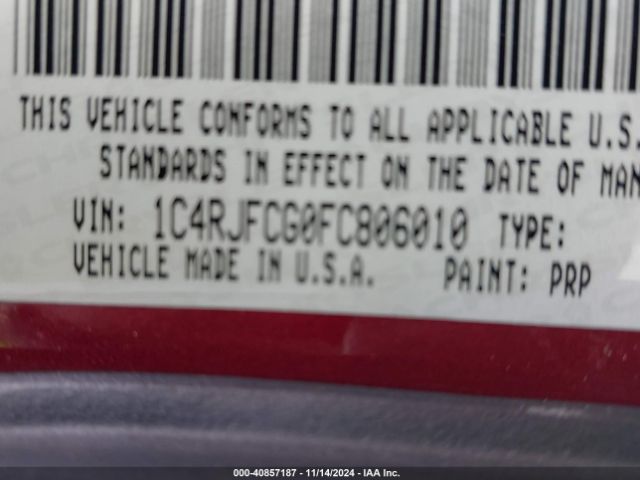 THIS VEHICLE CONFORMS TO ALL APPLICABLE U.S.
STANDARDS IN EFFECT ON THE DATE OF MAN
VIN: 1C4RJFCG0FC806010 TYPE:
VEHICLE MADE IN U.S.A. PAINT: PRP
000-40857187 - 11/14/2024 - IAA Inc.